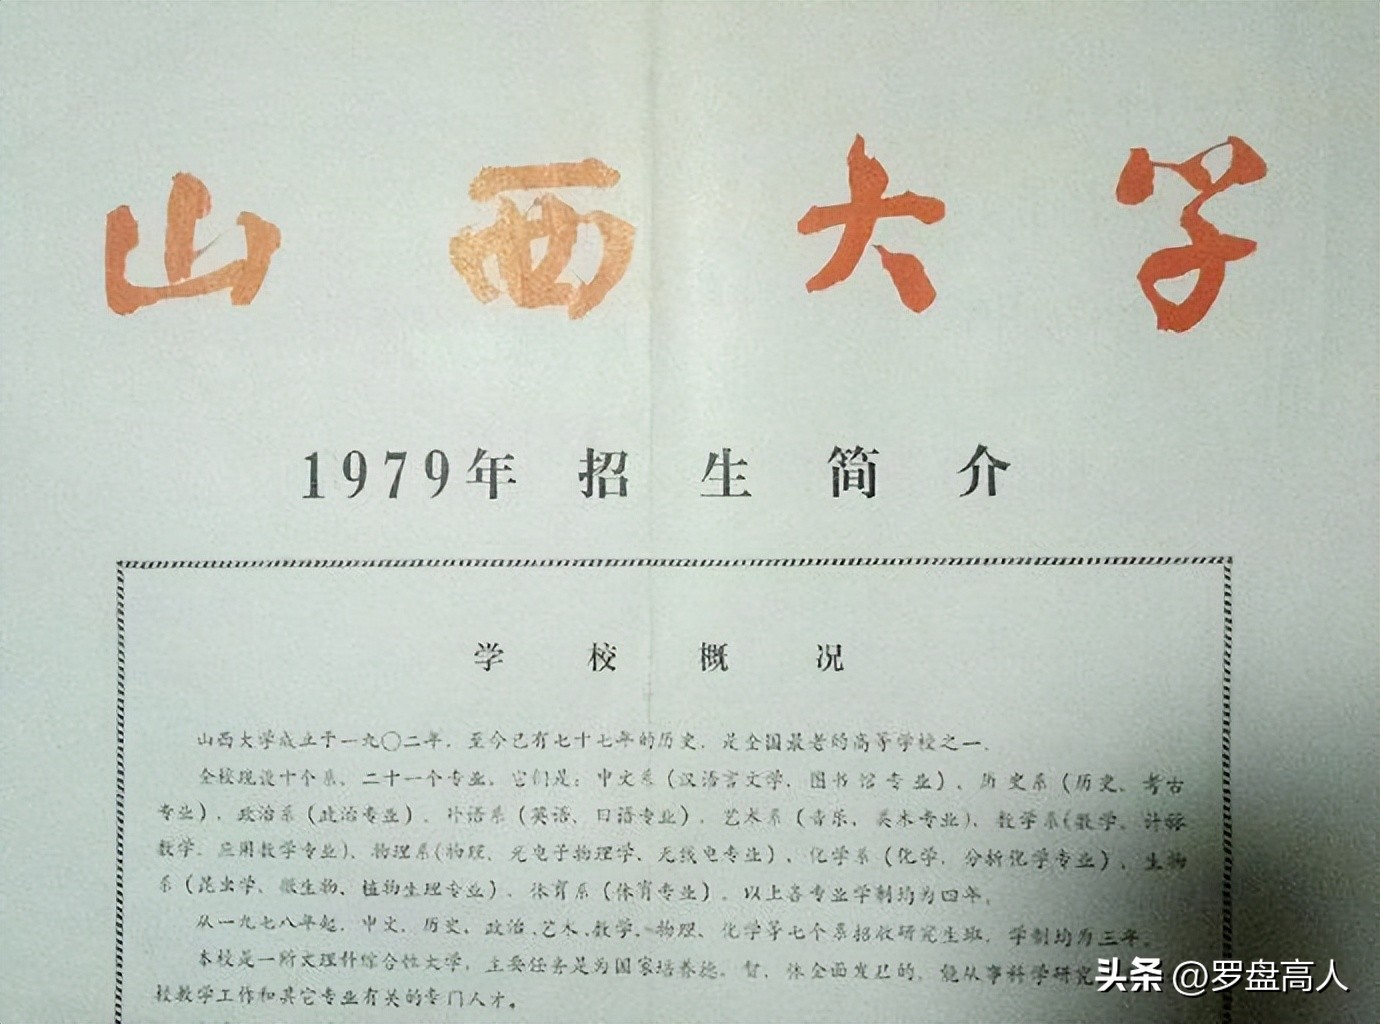 山西大学
1979年 招生简介
学校概况
山西大学成立于一九〇二年，至今已有七十七年的历史，是全国最老的高等学校之一。
全校现设十个系、二十一个专业，它们是：中文系（汉语言文学、图书馆专业）、历史系（历史、考古
专业）、政治系（政治专业）、外语系（英语、日语专业）、艺术系（音乐、美术专业）、数学系（数学、计算
数学、应用数学专业）、物理系（物理、光电子物理学、无线电专业）、化学系（化学、分析化学专业）、生物
系（昆虫学、微生物、植物生理专业）、体育系（体育专业）。以上各专业学制均为四年。
从一九七八年起，中文、历史、政治、艺术、数学、物理、化学等七个系招收研究生班，学制均为三年。
本校是一所文理科综合性大学，主要任务是为国家培养德、智、体全面发展的，能从事科学研究
校教学工作和其它专业有关的专门人才。
头条 @罗盘高人